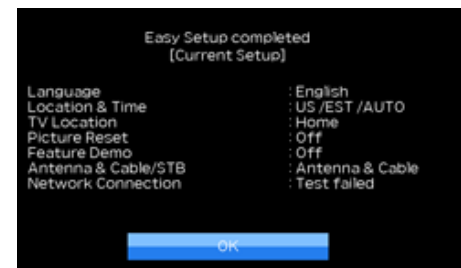 Easy Setup completed
[Current Setup]
Language : English
Location & Time : US /EST /AUTO
TV Location : Home
Picture Reset : Off
Feature Demo : Off
Antenna & Cable/STB : Antenna & Cable
Network Connection : Test failed
OK